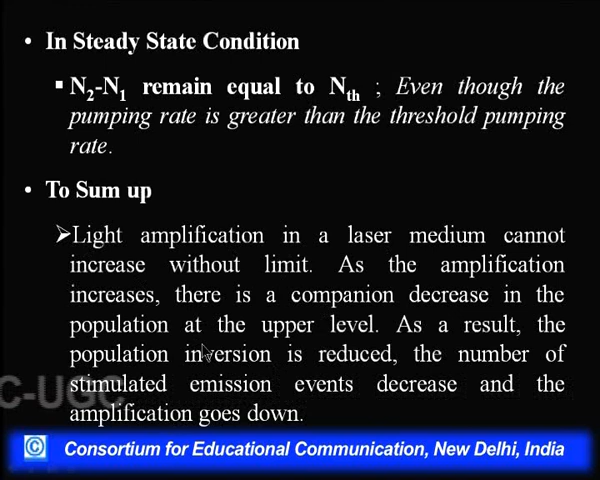 • In Steady State Condition
▪ N₂-N₁ remain equal to Nₜₕ ; Even though the
pumping rate is greater than the threshold pumping
rate.
• To Sum up
➢Light amplification in a laser medium cannot
increase without limit. As the amplification
increases, there is a companion decrease in the
population at the upper level. As a result, the
population inversion is reduced, the number of
stimulated emission events decrease and the
amplification goes down.
C-UGC
© Consortium for Educational Communication, New Delhi, India